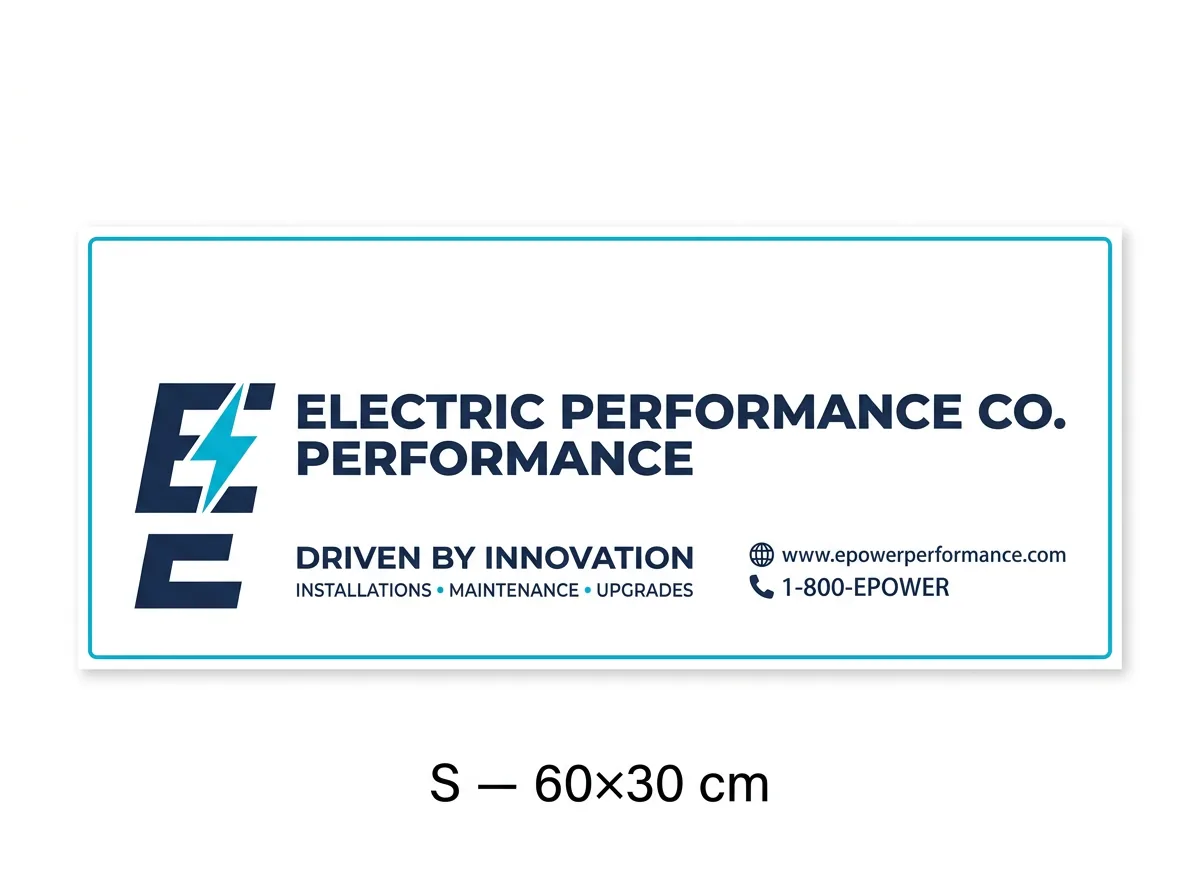 E
ELECTRIC PERFORMANCE CO.
PERFORMANCE
DRIVEN BY INNOVATION
INSTALLATIONS • MAINTENANCE • UPGRADES
www.epowerperformance.com
1-800-EPOWER
S — 60×30 cm